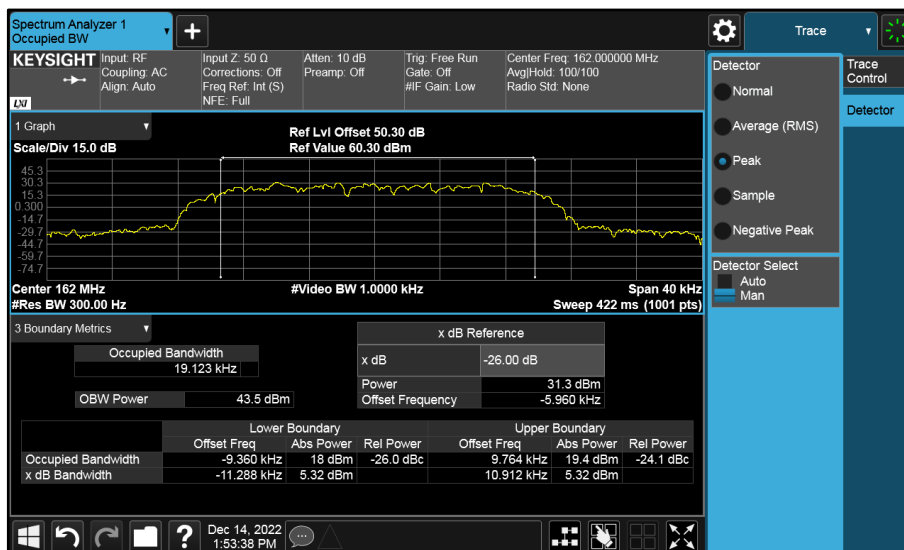 Spectrum Analyzer 1
Occupied BW
+
Trace
KEYSIGHT
LXI
Input: RF
Coupling: AC
Align: Auto
Input Z: 50 Ω
Corrections: Off
Freq Ref: Int (S)
NFE: Full
Atten: 10 dB
Preamp: Off
Trig: Free Run
Gate: Off
#IF Gain: Low
Center Freq: 162.000000 MHz
Avg|Hold: 100/100
Radio Std: None
1 Graph
Scale/Div 15.0 dB
Ref Lvl Offset 50.30 dB
Ref Value 60.30 dBm
45.3
30.3
15.3
0.300
-14.7
-29.7
-44.7
-59.7
-74.7
Center 162 MHz
#Video BW 1.0000 kHz
Span 40 kHz
#Res BW 300.00 Hz
Sweep 422 ms (1001 pts)
3 Boundary Metrics
Occupied Bandwidth
19.123 kHz
OBW Power 43.5 dBm
x dB Reference
x dB -26.00 dB
Power 31.3 dBm
Offset Frequency -5.960 kHz
Lower Boundary Upper Boundary
Offset Freq Abs Power Rel Power Offset Freq Abs Power Rel Power
Occupied Bandwidth -9.360 kHz 18 dBm -26.0 dBc 9.764 kHz 19.4 dBm -24.1 dBc
x dB Bandwidth -11.288 kHz 5.32 dBm 10.912 kHz 5.32 dBm
?
Dec 14, 2022
1:53:38 PM
Detector
Normal
Average (RMS)
Peak
Sample
Negative Peak
Detector Select
Auto
Man
Trace
Control
Detector